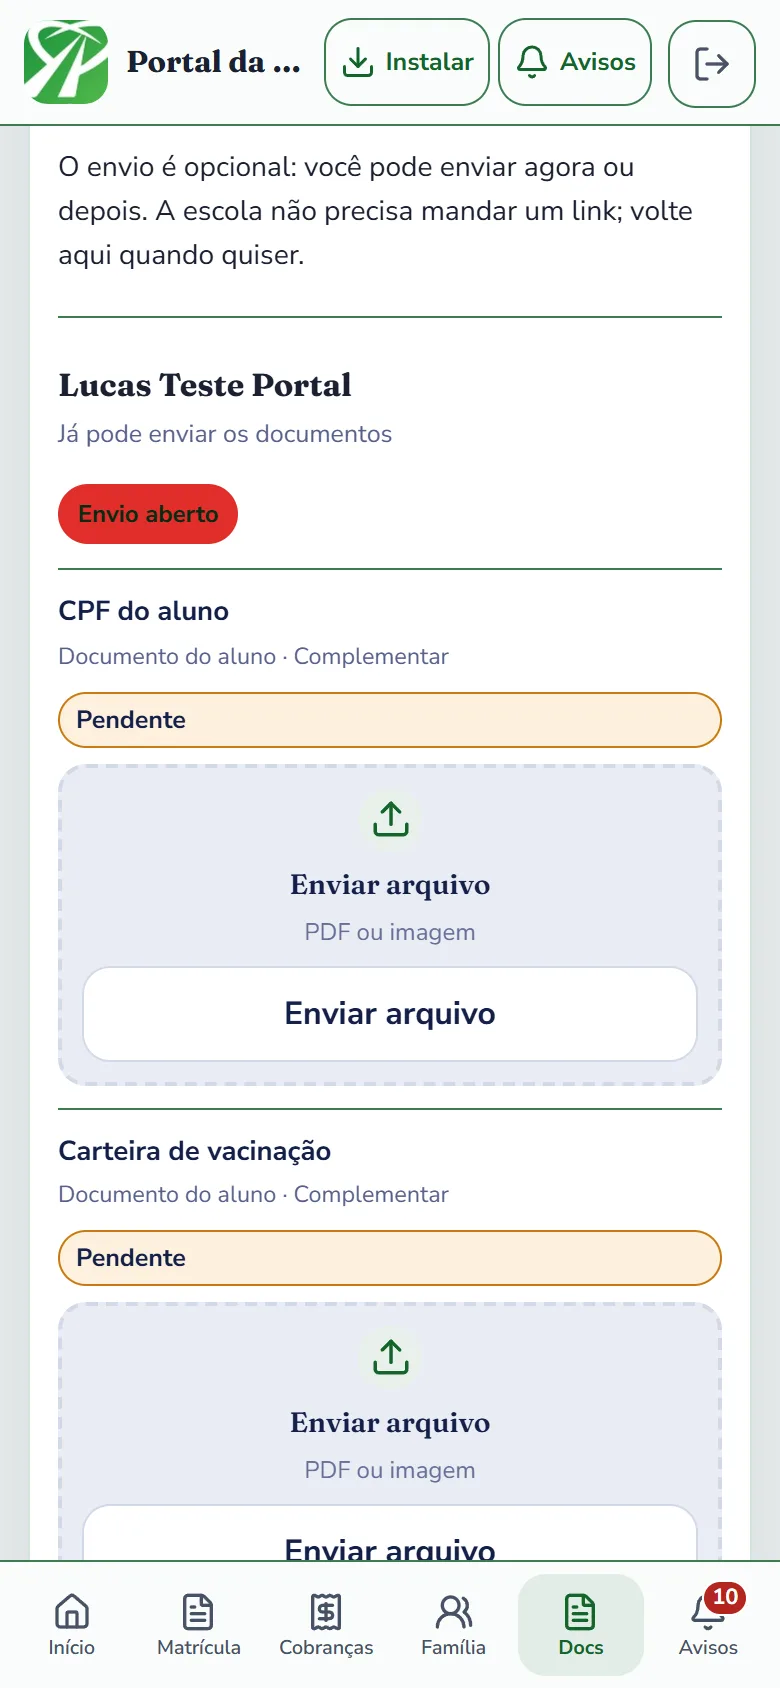 Portal da ...
Instalar
Avisos
O envio é opcional: você pode enviar agora ou
depois. A escola não precisa mandar um link; volte
aqui quando quiser.
Lucas Teste Portal
Já pode enviar os documentos
Envio aberto
CPF do aluno
Documento do aluno · Complementar
Pendente
Enviar arquivo
PDF ou imagem
Enviar arquivo
Carteira de vacinação
Documento do aluno · Complementar
Pendente
Enviar arquivo
PDF ou imagem
Enviar arquivo
10
Início
Matrícula
Cobranças
Família
Docs
Avisos